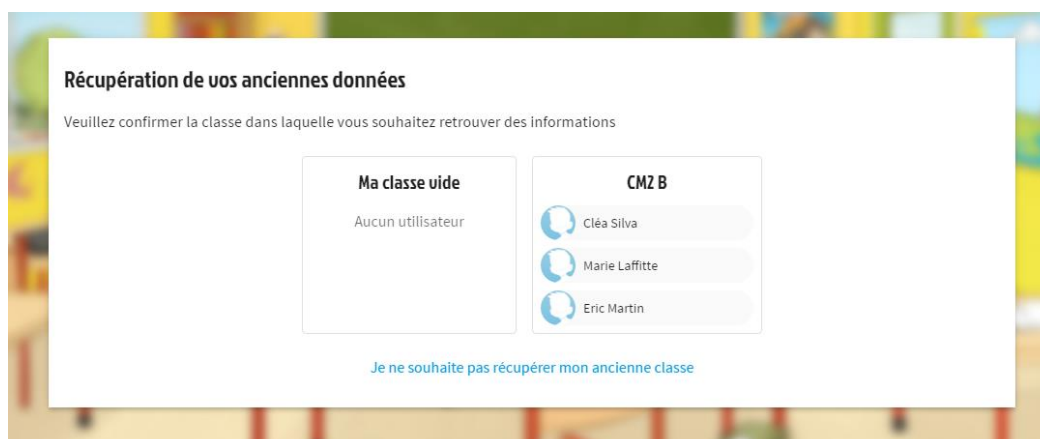 Récupération de vos anciennes données
Veuillez confirmer la classe dans laquelle vous souhaitez retrouver des informations
Ma classe vide
Aucun utilisateur
CM2 B
Cléa Silva
Marie Laffitte
Eric Martin
Je ne souhaite pas récupérer mon ancienne classe